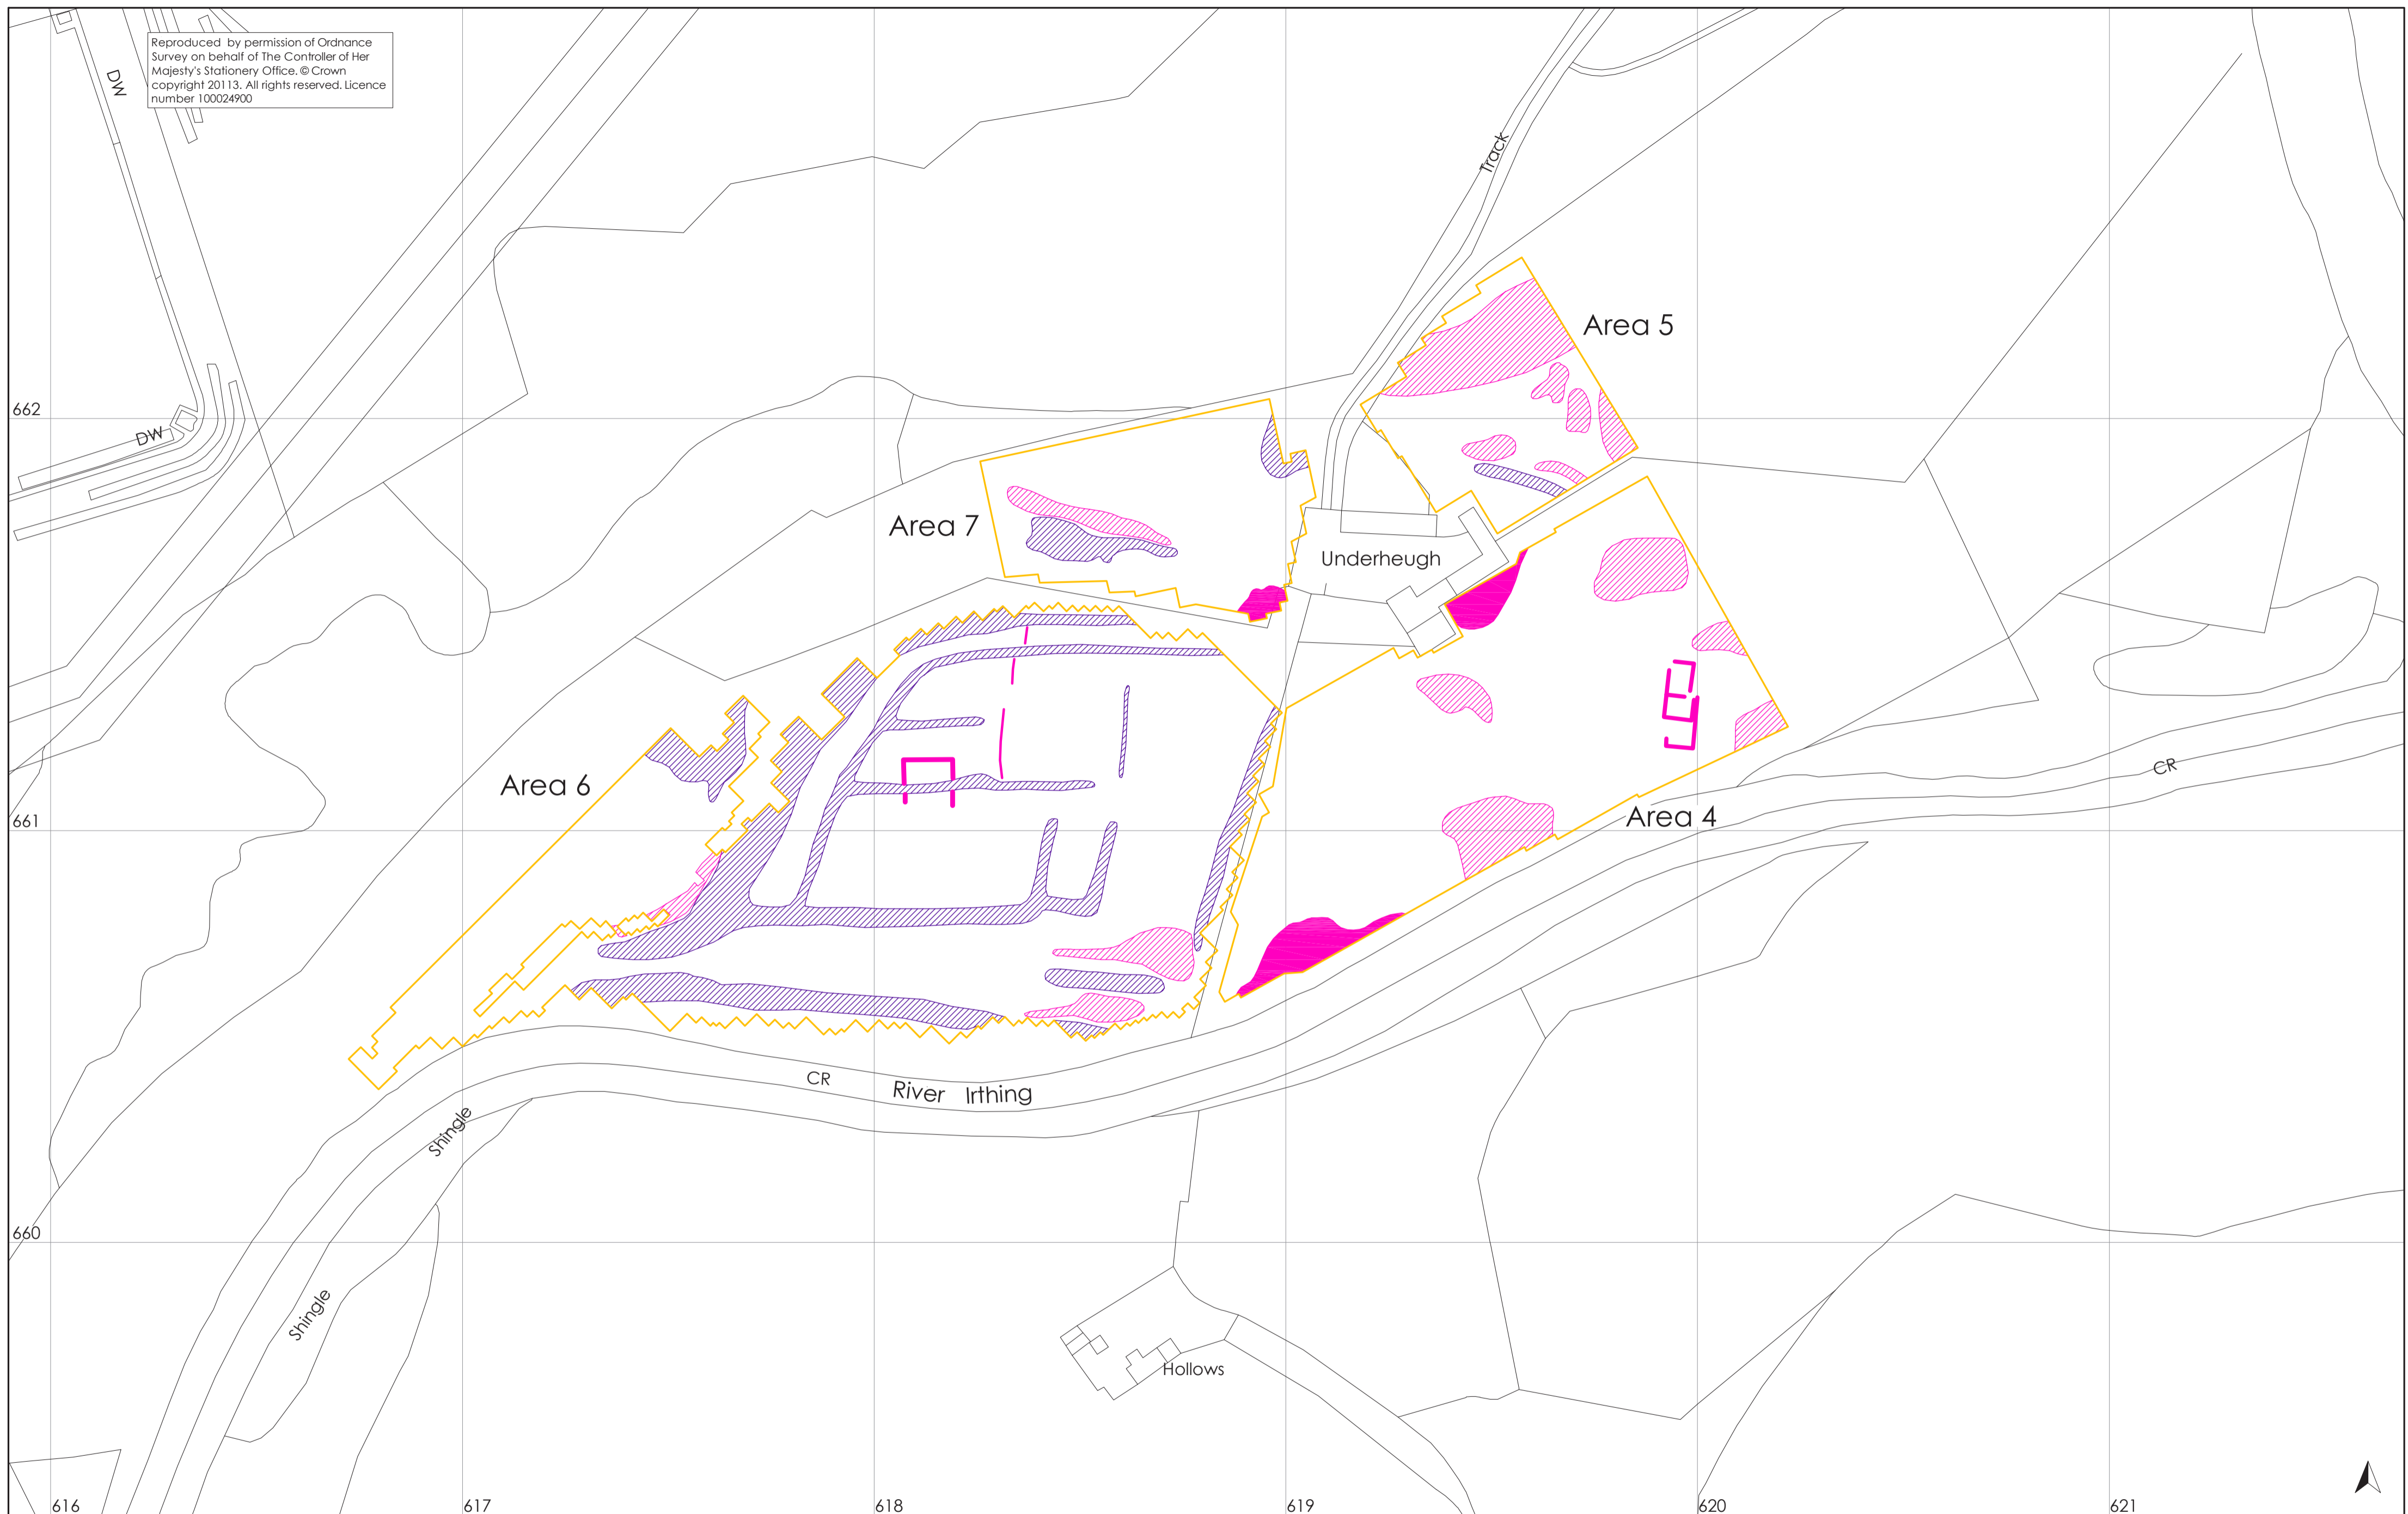 Reproduced by permission of Ordnance
Survey on behalf of The Controller of Her
Majesty's Stationery Office. © Crown
copyright 20113. All rights reserved. Licence
number 100024900
DW
Track
Area 5
662
DW
Area 7
Underheugh
Area 6
CR
661
Area 4
CR
River Irthing
Shingle
660
Shingle
Hollows
616
617
618
619
620
621